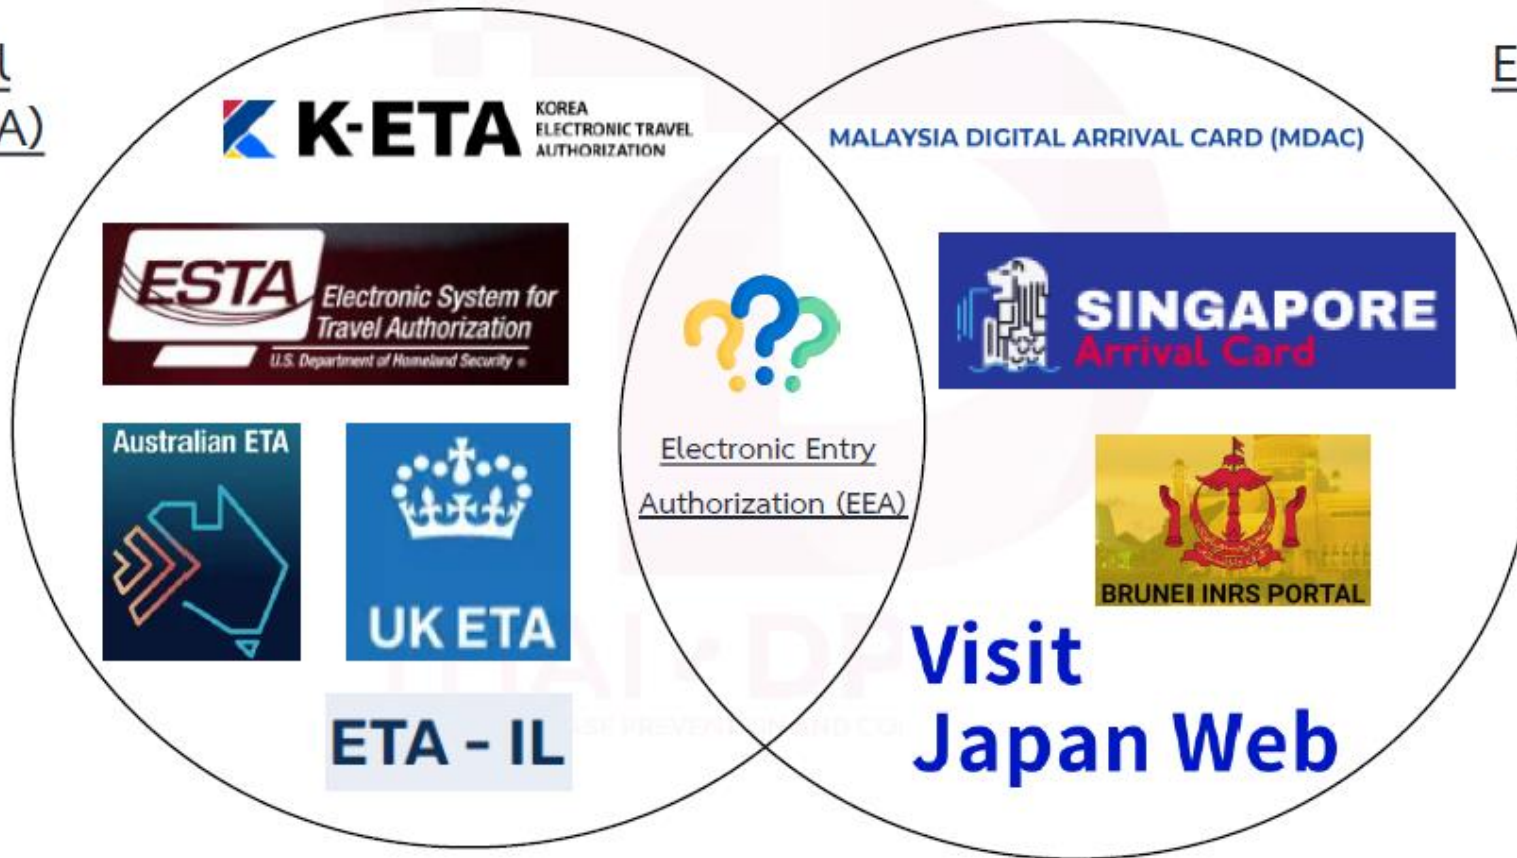 A)
K-ETA
KOREA
ELECTRONIC TRAVEL
AUTHORIZATION
MALAYSIA DIGITAL ARRIVAL CARD (MDAC)
ESTA
Electronic System for
Travel Authorization
U.S. Department of Homeland Security
SINGAPORE
Arrival Card
???
Electronic Entry
Authorization (EEA)
Australian ETA
UK ETA
BRUNEI INRS PORTAL
Visit
Japan Web
ETA - IL